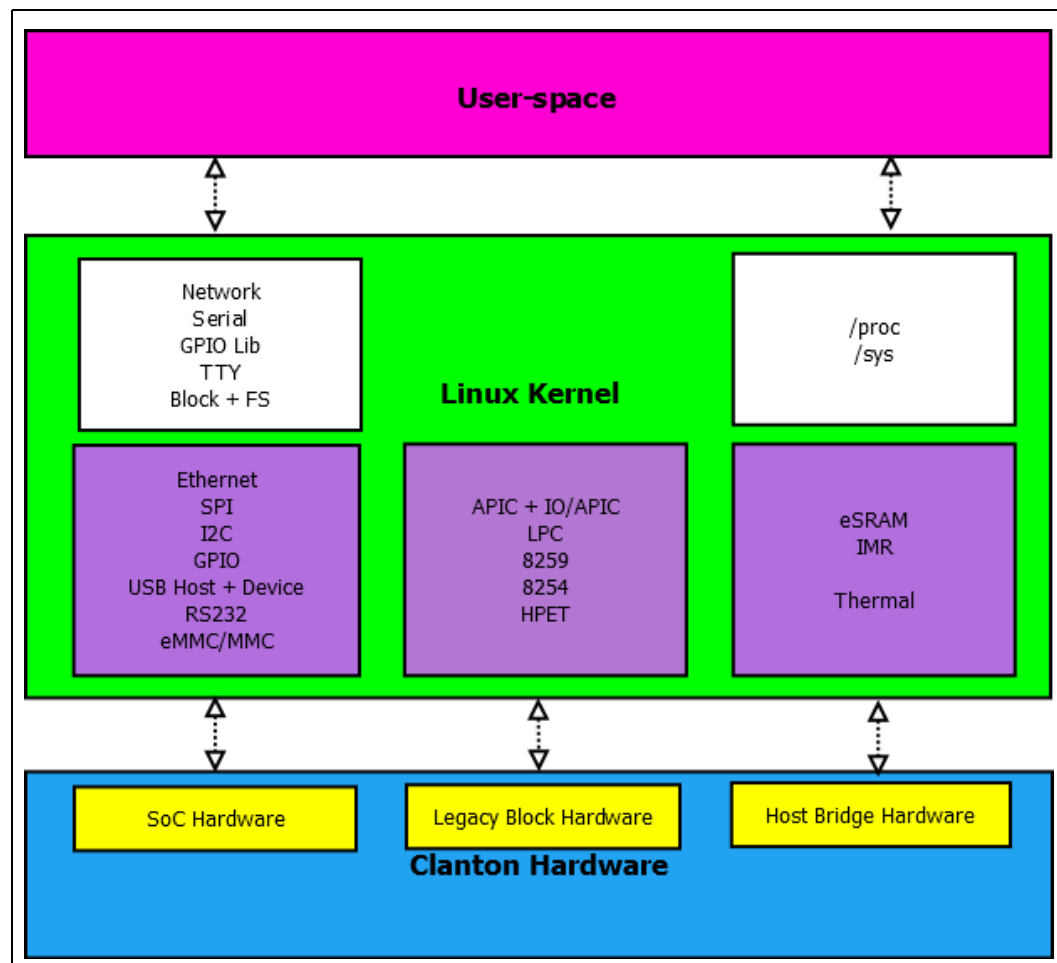 User-space
Network
Serial
GPIO Lib
TTY
Block + FS
/proc
/sys
Linux Kernel
Ethernet
SPI
I2C
GPIO
USB Host + Device
RS232
eMMC/MMC
APIC + IO/APIC
LPC
8259
8254
HPET
eSRAM
IMR
Thermal
SoC Hardware
Legacy Block Hardware
Host Bridge Hardware
Clanton Hardware